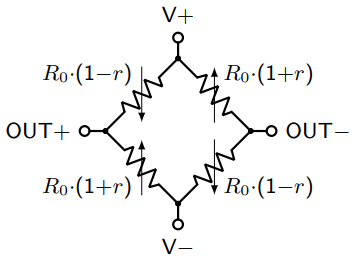 V+
R₀·(1−r) R₀·(1+r)
OUT+ OUT−
R₀·(1+r) R₀·(1−r)
V−